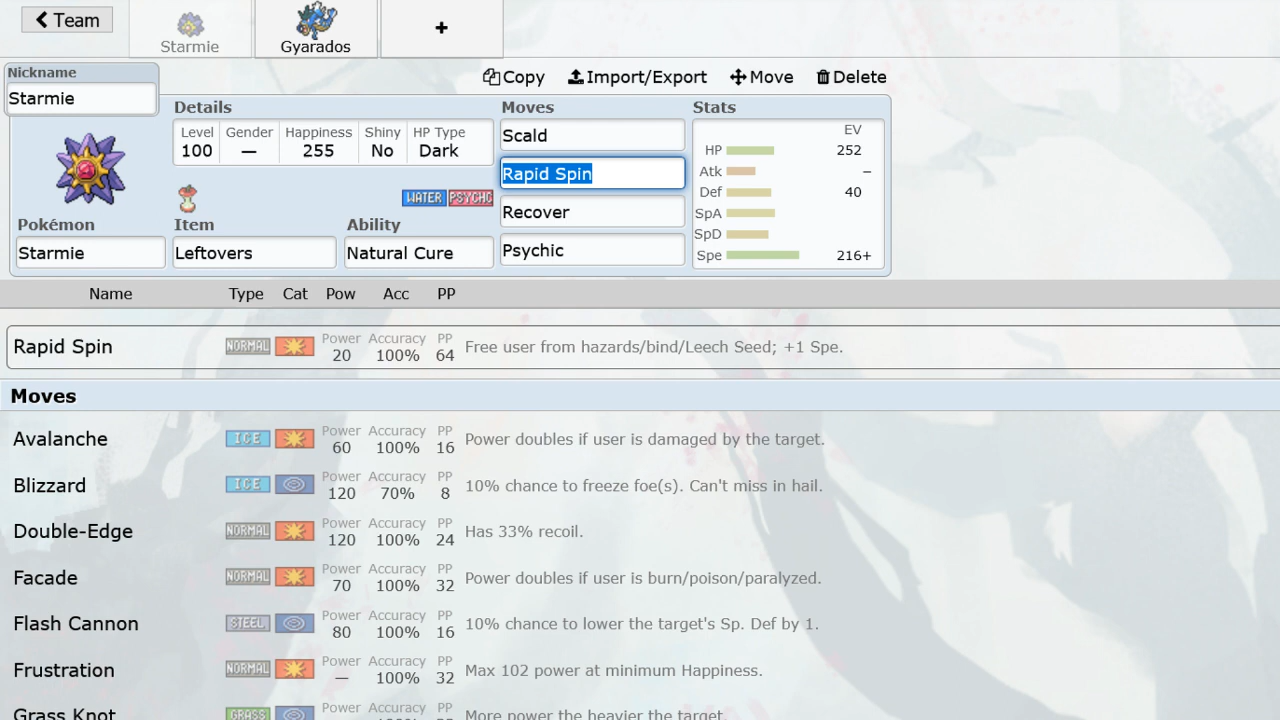 Team
Starmie
Gyarados
+
Nickname
Starmie
Copy
Import/Export
Move
Delete
Details
Level
100
Gender
—
Happiness
255
Shiny
No
HP Type
Dark
WATER
PSYCHC
Pokémon
Starmie
Item
Leftovers
Ability
Natural Cure
Moves
Scald
Rapid Spin
Recover
Psychic
Stats
EV
HP 252
Atk –
Def 40
SpA
SpD
Spe 216+
Name Type Cat Pow Acc PP
Rapid Spin NORMAL Power 20 Accuracy 100% PP 64 Free user from hazards/bind/Leech Seed; +1 Spe.
Moves
Avalanche ICE Power 60 Accuracy 100% PP 16 Power doubles if user is damaged by the target.
Blizzard ICE Power 120 Accuracy 70% PP 8 10% chance to freeze foe(s). Can't miss in hail.
Double-Edge NORMAL Power 120 Accuracy 100% PP 24 Has 33% recoil.
Facade NORMAL Power 70 Accuracy 100% PP 32 Power doubles if user is burn/poison/paralyzed.
Flash Cannon STEEL Power 80 Accuracy 100% PP 16 10% chance to lower the target's Sp. Def by 1.
Frustration NORMAL Power — Accuracy 100% PP 32 Max 102 power at minimum Happiness.
Grass Knot GRASS Power Accuracy PP More power the heavier the target.